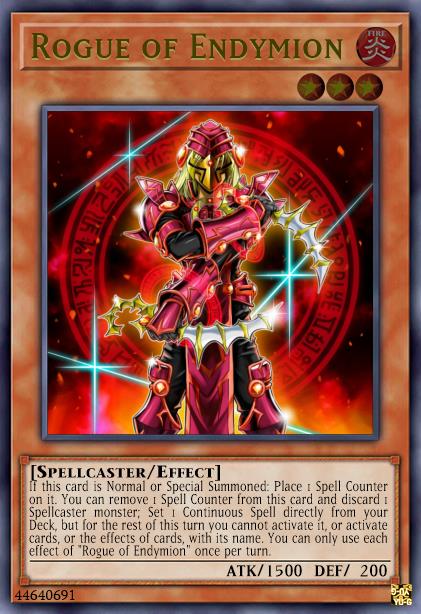 Rogue of Endymion
FIRE
炎
[Spellcaster/Effect]
If this card is Normal or Special Summoned: Place 1 Spell Counter
on it. You can remove 1 Spell Counter from this card and discard 1
Spellcaster monster; Set 1 Continuous Spell directly from your
Deck, but for the rest of this turn you cannot activate it, or activate
cards, or the effects of cards, with its name. You can only use each
effect of "Rogue of Endymion" once per turn.
ATK/1500 DEF/ 200
44640691